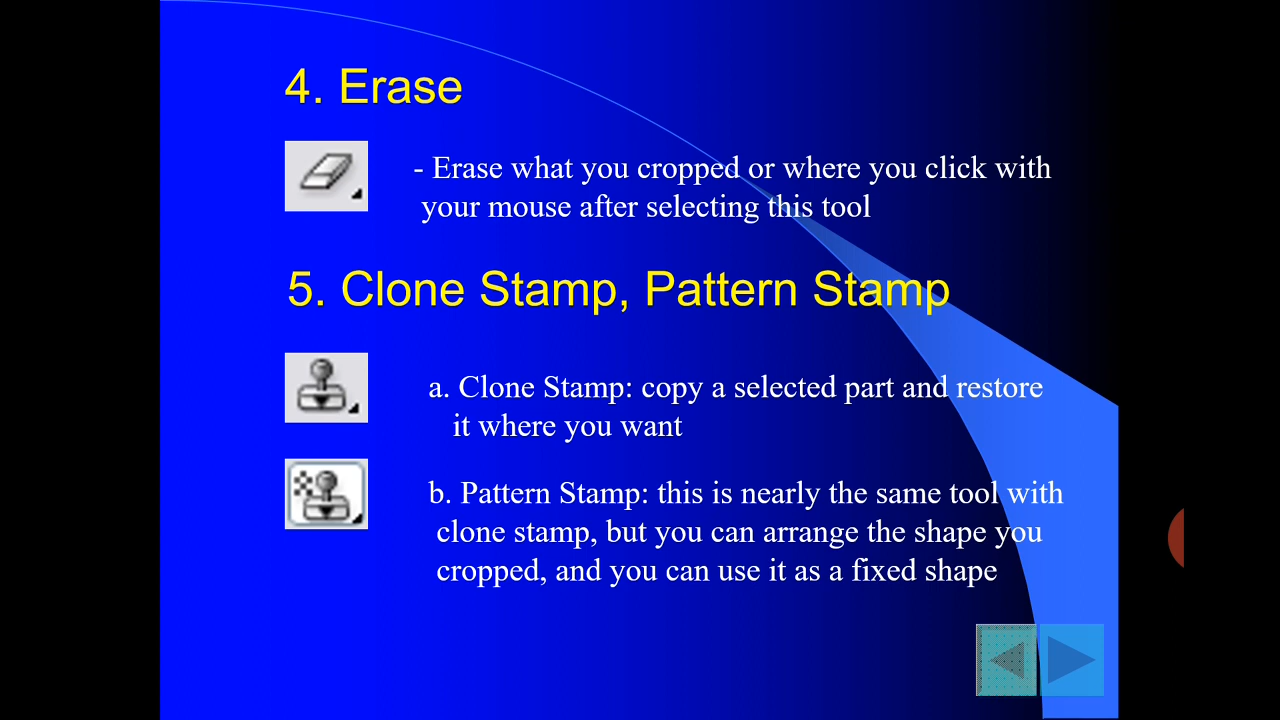 4. Erase
- Erase what you cropped or where you click with
your mouse after selecting this tool
5. Clone Stamp, Pattern Stamp
a. Clone Stamp: copy a selected part and restore
it where you want
b. Pattern Stamp: this is nearly the same tool with
clone stamp, but you can arrange the shape you
cropped, and you can use it as a fixed shape